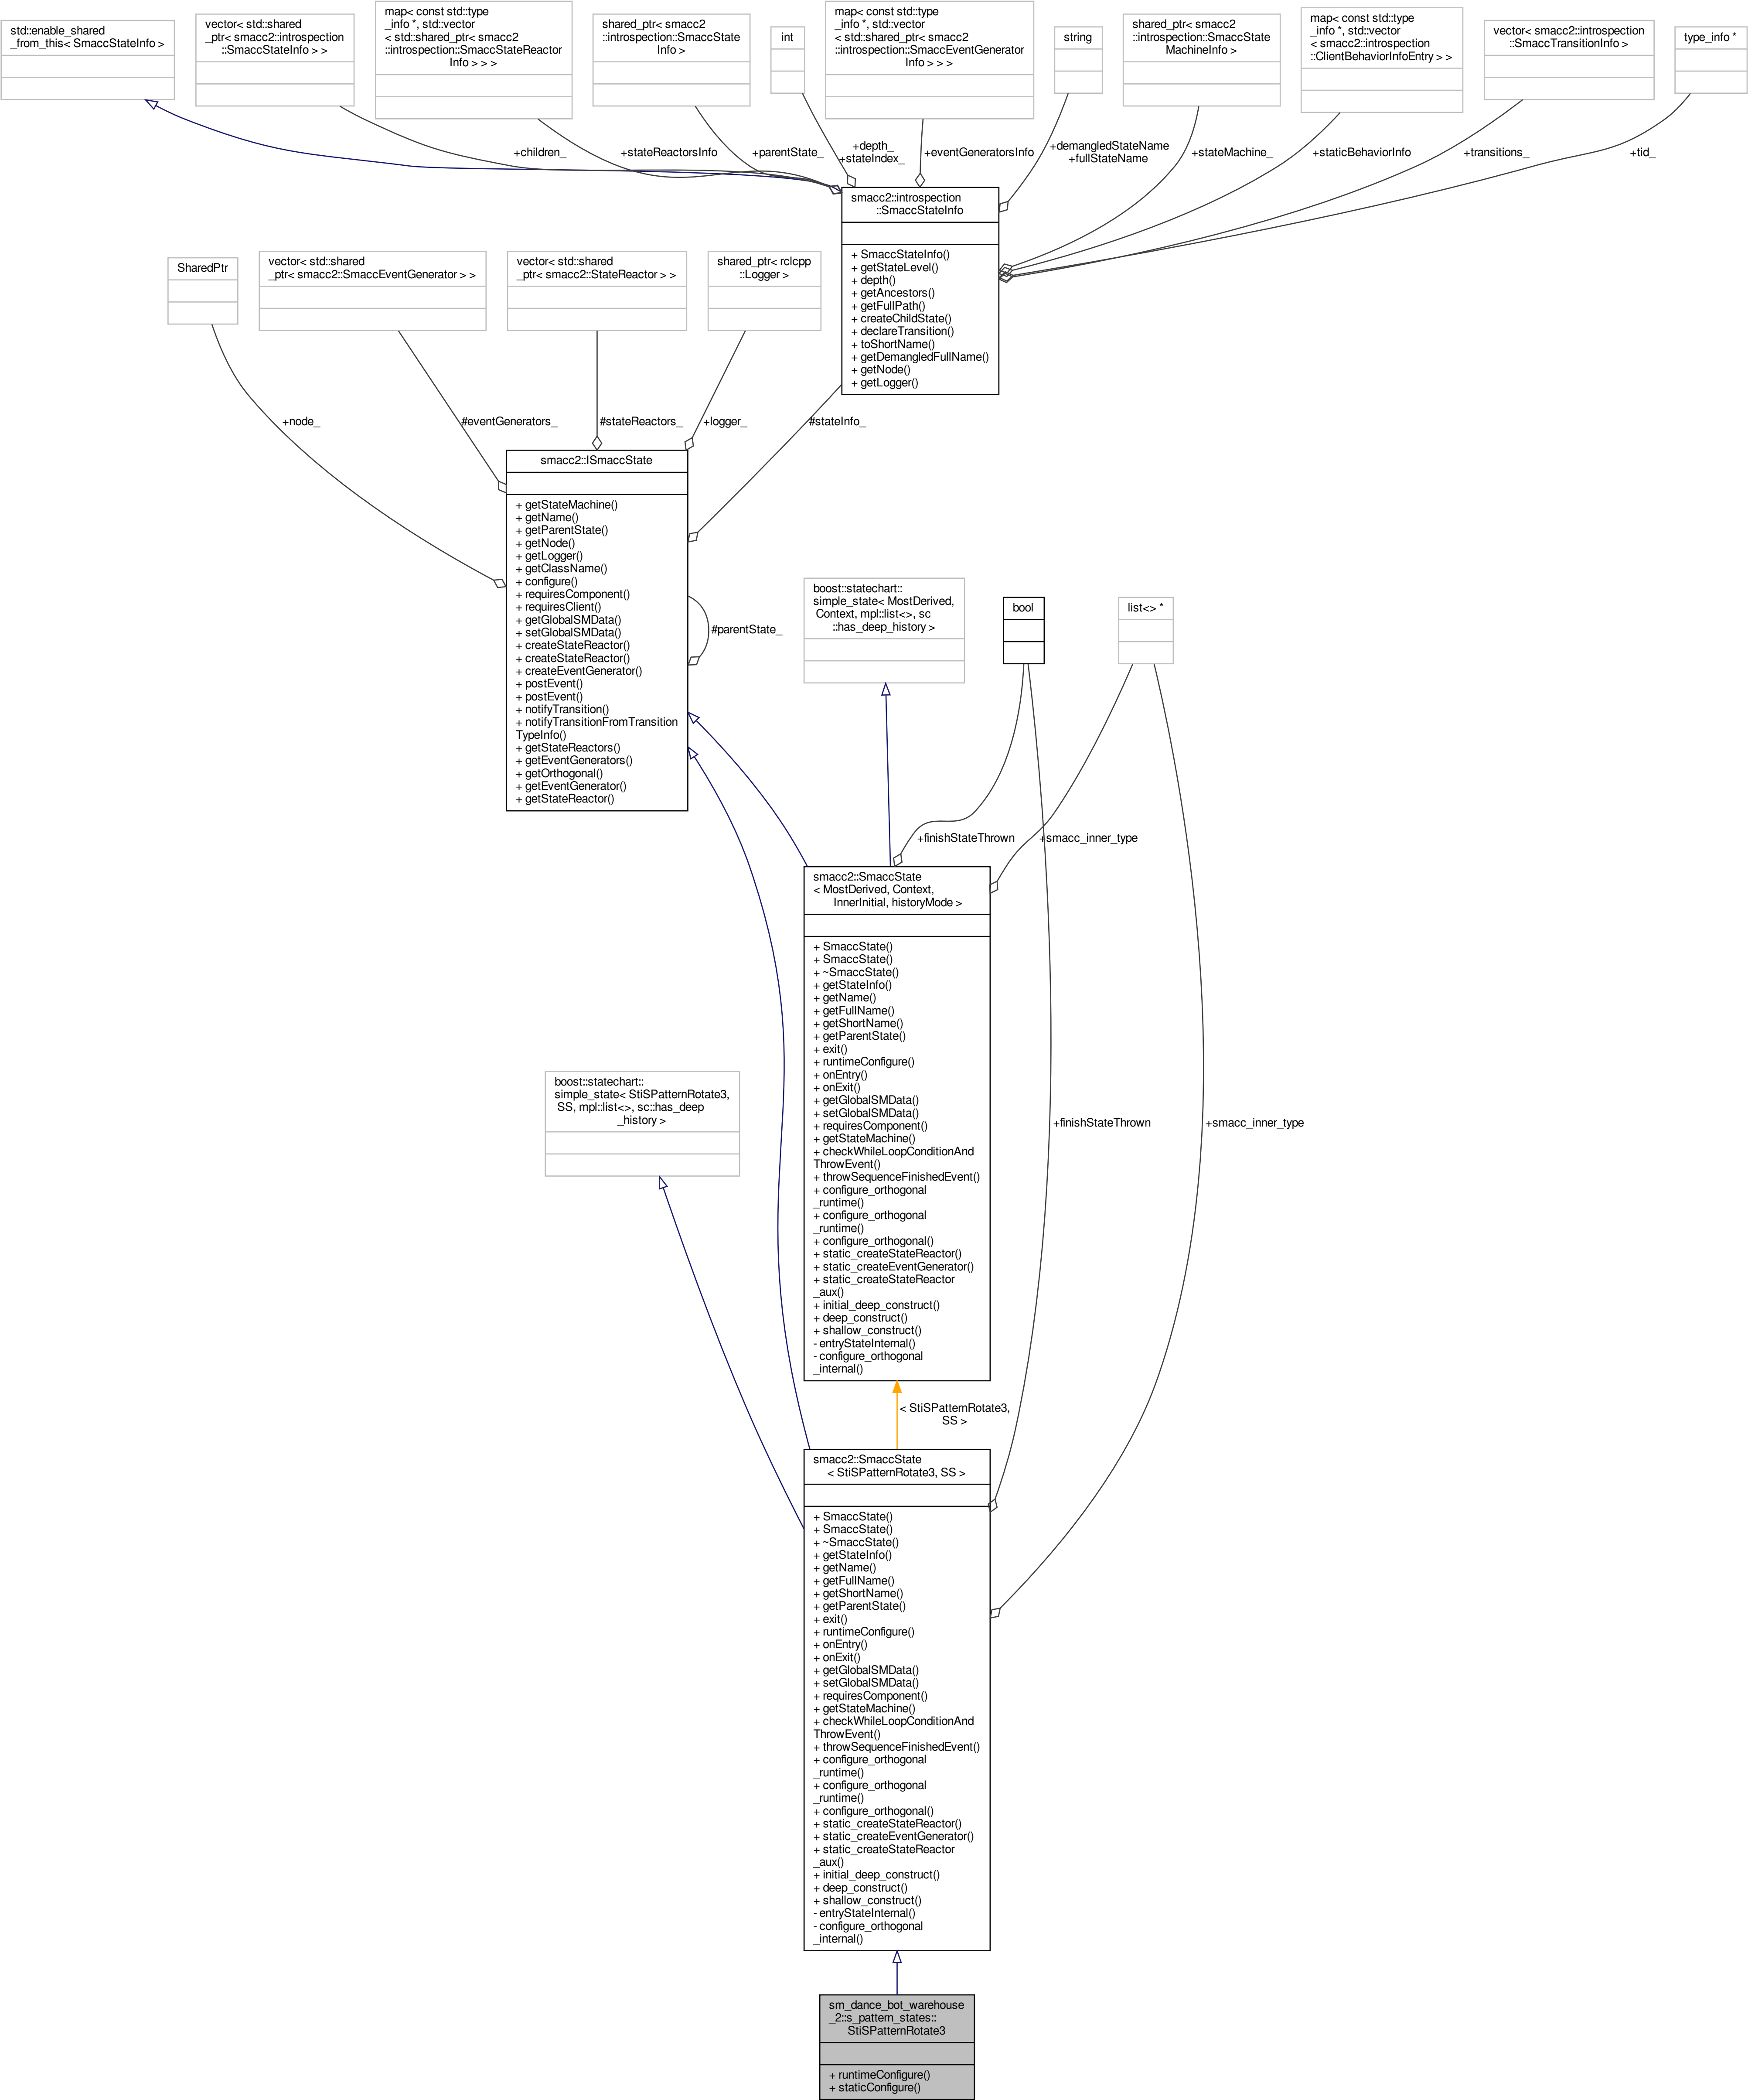 std::enable_shared
_from_this< SmaccStateInfo >
vector< std::shared
_ptr< smacc2::introspection
::SmaccStateInfo > >
map< const std::type
_info *, std::vector
< std::shared_ptr< smacc2
::introspection::SmaccStateReactor
Info > > >
shared_ptr< smacc2
::introspection::SmaccState
Info >
int
map< const std::type
_info *, std::vector
< std::shared_ptr< smacc2
::introspection::SmaccEventGenerator
Info > > >
string
shared_ptr< smacc2
::introspection::SmaccState
MachineInfo >
map< const std::type
_info *, std::vector
< smacc2::introspection
::ClientBehaviorInfoEntry > >
vector< smacc2::introspection
::SmaccTransitionInfo >
type_info *
+children_
+stateReactorsInfo
+parentState_
+depth_
+stateIndex_
+eventGeneratorsInfo
+demangledStateName
+fullStateName
+stateMachine_
+staticBehaviorInfo
+transitions_
+tid_
smacc2::introspection
::SmaccStateInfo
+ SmaccStateInfo()
+ getStateLevel()
+ depth()
+ getAncestors()
+ getFullPath()
+ createChildState()
+ declareTransition()
+ toShortName()
+ getDemangledFullName()
+ getNode()
+ getLogger()
SharedPtr
vector< std::shared
_ptr< smacc2::SmaccEventGenerator > >
vector< std::shared
_ptr< smacc2::StateReactor > >
shared_ptr< rclcpp
::Logger >
+node_
#eventGenerators_
#stateReactors_
+logger_
#stateInfo_
smacc2::ISmaccState
+ getStateMachine()
+ getName()
+ getParentState()
+ getNode()
+ getLogger()
+ getClassName()
+ configure()
+ requiresComponent()
+ requiresClient()
+ getGlobalSMData()
+ setGlobalSMData()
+ createStateReactor()
+ createStateReactor()
+ createEventGenerator()
+ postEvent()
+ postEvent()
+ notifyTransition()
+ notifyTransitionFromTransition
TypeInfo()
+ getStateReactors()
+ getEventGenerators()
+ getOrthogonal()
+ getEventGenerator()
+ getStateReactor()
#parentState_
boost::statechart::
simple_state< MostDerived,
Context, mpl::list<>, sc
::has_deep_history >
bool
list<> *
+finishStateThrown
+smacc_inner_type
smacc2::SmaccState
< MostDerived, Context,
InnerInitial, historyMode >
+ SmaccState()
+ SmaccState()
+ ~SmaccState()
+ getStateInfo()
+ getName()
+ getFullName()
+ getShortName()
+ getParentState()
+ exit()
+ runtimeConfigure()
+ onEntry()
+ onExit()
+ getGlobalSMData()
+ setGlobalSMData()
+ requiresComponent()
+ getStateMachine()
+ checkWhileLoopConditionAnd
ThrowEvent()
+ throwSequenceFinishedEvent()
+ configure_orthogonal
_runtime()
+ configure_orthogonal
_runtime()
+ configure_orthogonal()
+ static_createStateReactor()
+ static_createEventGenerator()
+ static_createStateReactor
_aux()
+ initial_deep_construct()
+ deep_construct()
+ shallow_construct()
- entryStateInternal()
- configure_orthogonal
_internal()
boost::statechart::
simple_state< StiSPatternRotate3,
SS, mpl::list<>, sc::has_deep
_history >
+finishStateThrown
+smacc_inner_type
< StiSPatternRotate3,
SS >
smacc2::SmaccState
< StiSPatternRotate3, SS >
+ SmaccState()
+ SmaccState()
+ ~SmaccState()
+ getStateInfo()
+ getName()
+ getFullName()
+ getShortName()
+ getParentState()
+ exit()
+ runtimeConfigure()
+ onEntry()
+ onExit()
+ getGlobalSMData()
+ setGlobalSMData()
+ requiresComponent()
+ getStateMachine()
+ checkWhileLoopConditionAnd
ThrowEvent()
+ throwSequenceFinishedEvent()
+ configure_orthogonal
_runtime()
+ configure_orthogonal
_runtime()
+ configure_orthogonal()
+ static_createStateReactor()
+ static_createEventGenerator()
+ static_createStateReactor
_aux()
+ initial_deep_construct()
+ deep_construct()
+ shallow_construct()
- entryStateInternal()
- configure_orthogonal
_internal()
sm_dance_bot_warehouse
_2::s_pattern_states::
StiSPatternRotate3
+ runtimeConfigure()
+ staticConfigure()